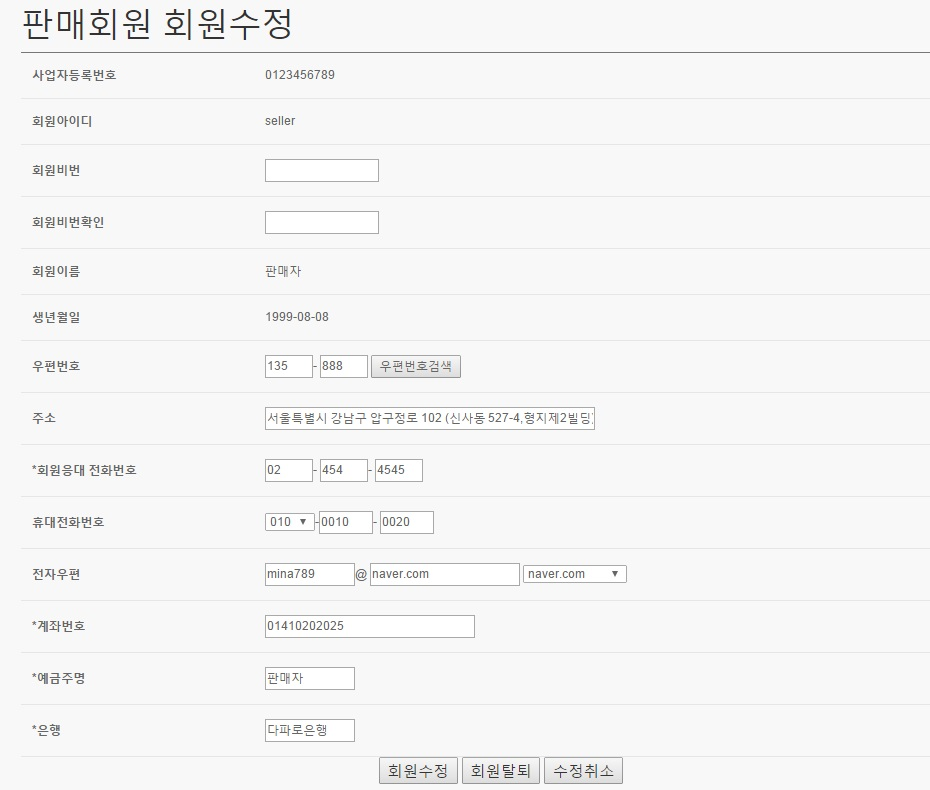 판매회원 회원수정
사업자등록번호 0123456789
회원아이디 seller
회원비번
회원비번확인
회원이름 판매자
생년월일 1999-08-08
우편번호 135 - 888 우편번호검색
주소 서울특별시 강남구 압구정로 102 (신사동 527-4,형지제2빌딩)
*회원응대 전화번호 02 - 454 - 4545
휴대전화번호 010 ▼ - 0010 - 0020
전자우편 mina789 @ naver.com naver.com ▼
*계좌번호 01410202025
*예금주명 판매자
*은행 다파로은행
회원수정 회원탈퇴 수정취소